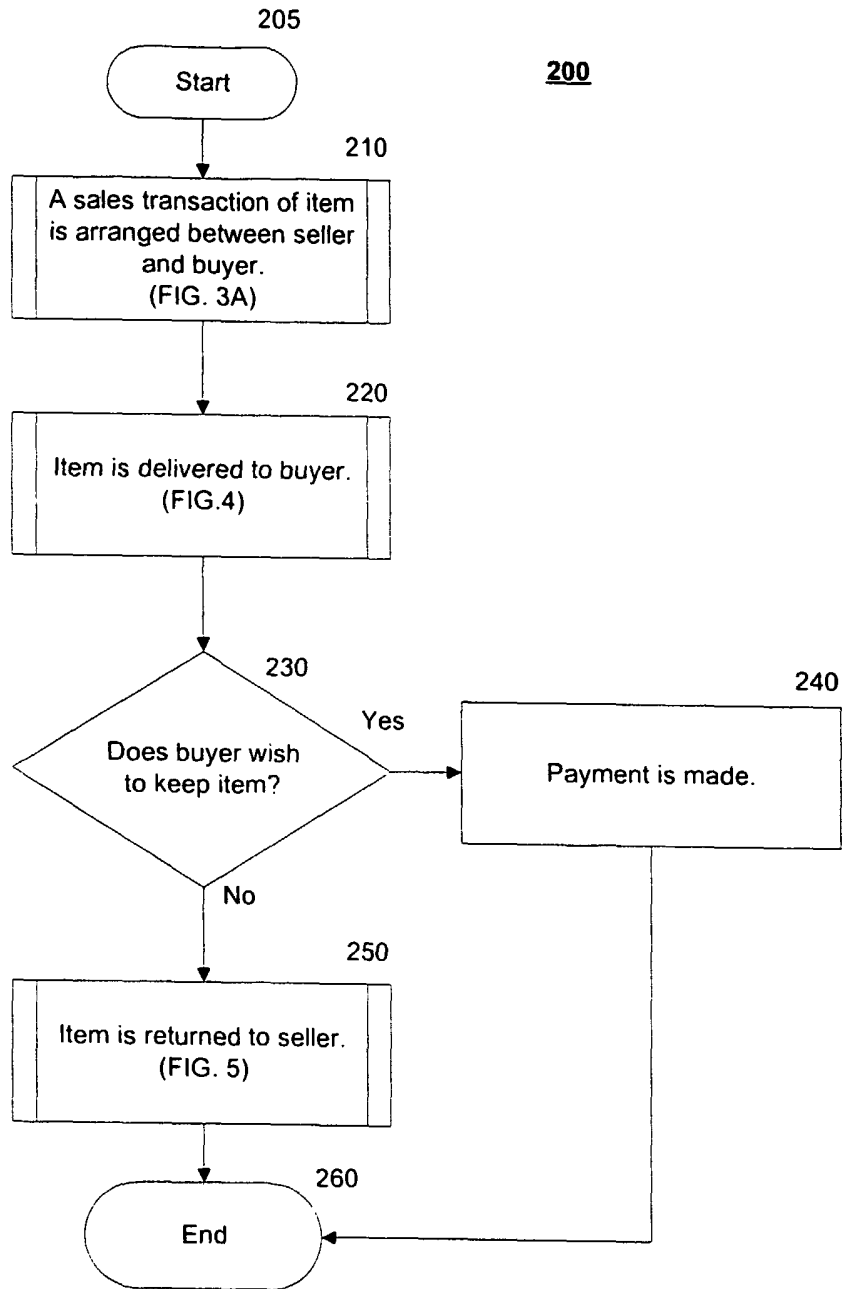 205
Start
200
210
A sales transaction of item
is arranged between seller
and buyer.
(FIG. 3A)
220
Item is delivered to buyer.
(FIG.4)
230
Does buyer wish
to keep item?
Yes
240
Payment is made.
No
250
Item is returned to seller.
(FIG. 5)
260
End